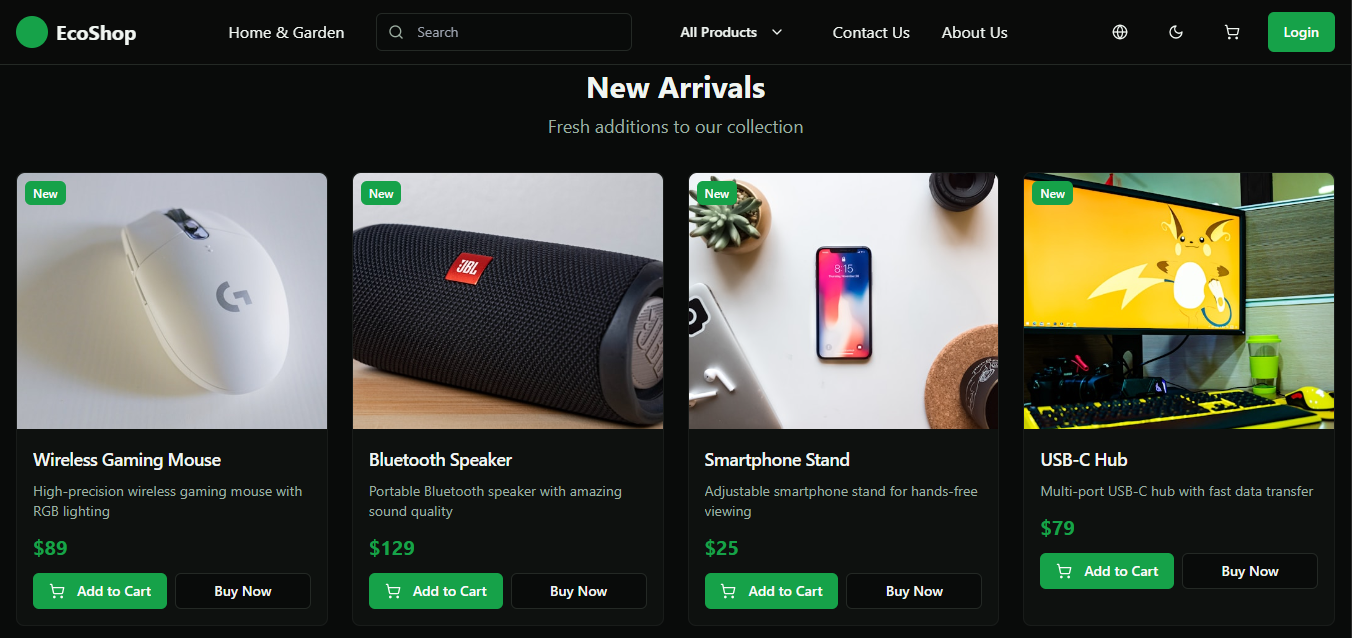 EcoShop
Home & Garden
Search
All Products
Contact Us
About Us
Login
New Arrivals
Fresh additions to our collection
New
New
New
New
JBL
G
8:15
Wireless Gaming Mouse
High-precision wireless gaming mouse with
RGB lighting
$89
Add to Cart
Buy Now
Bluetooth Speaker
Portable Bluetooth speaker with amazing
sound quality
$129
Add to Cart
Buy Now
Smartphone Stand
Adjustable smartphone stand for hands-free
viewing
$25
Add to Cart
Buy Now
USB-C Hub
Multi-port USB-C hub with fast data transfer
$79
Add to Cart
Buy Now